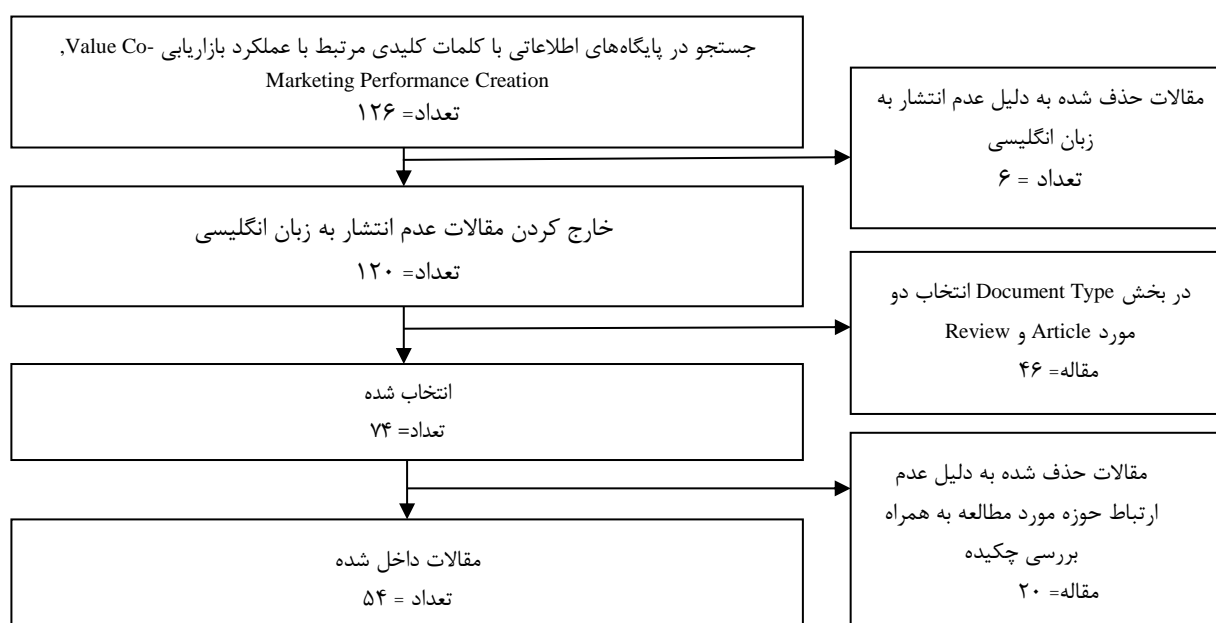 جستجو در پایگاه‌های اطلاعاتی با کلمات کلیدی مرتبط با عملکرد بازاریابی Value Co-,
Marketing Performance Creation
تعداد= ۱۲۶
مقالات حذف شده به دلیل عدم انتشار به
زبان انگلیسی
تعداد = ۶
خارج کردن مقالات عدم انتشار به زبان انگلیسی
تعداد= ۱۲۰
در بخش Document Type انتخاب دو
مورد Article و Review
مقاله= ۴۶
انتخاب شده
تعداد= ۷۴
مقالات حذف شده به دلیل عدم
ارتباط حوزه مورد مطالعه به همراه
بررسی چکیده
مقاله= ۲۰
مقالات داخل شده
تعداد = ۵۴